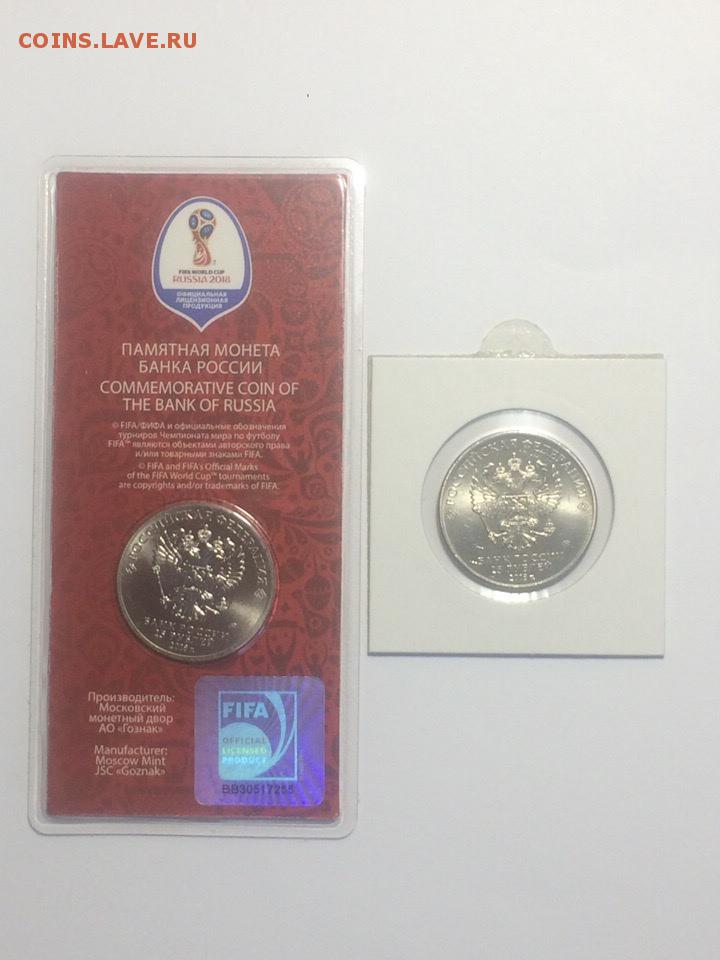 COINS.LAVE.RU
FIFA WORLD CUP
RUSSIA 2018
ОФИЦИАЛЬНАЯ
ЛИЦЕНЗИОННАЯ
ПРОДУКЦИЯ
ПАМЯТНАЯ МОНЕТА
БАНКА РОССИИ
COMMEMORATIVE COIN OF
THE BANK OF RUSSIA
© FIFA/ФИФА и официальные обозначения
турниров Чемпионата мира по футболу
FIFA™ являются объектами авторского права
и/или товарными знаками FIFA.
© FIFA and FIFA's Official Marks
of the FIFA World Cup™ tournaments
are copyrights and/or trademarks of FIFA.
РОССИЙСКАЯ ФЕДЕРАЦИЯ
БАНК РОССИИ
25 РУБЛЕЙ
2018 г.
Производитель:
Московский
монетный двор
АО «Гознак»
Manufacturer:
Moscow Mint
JSC «Goznak»
FIFA
OFFICIAL
LICENSED
PRODUCT
BB30517255
РОССИЙСКАЯ ФЕДЕРАЦИЯ
БАНК РОССИИ
25 РУБЛЕЙ
2018 г.